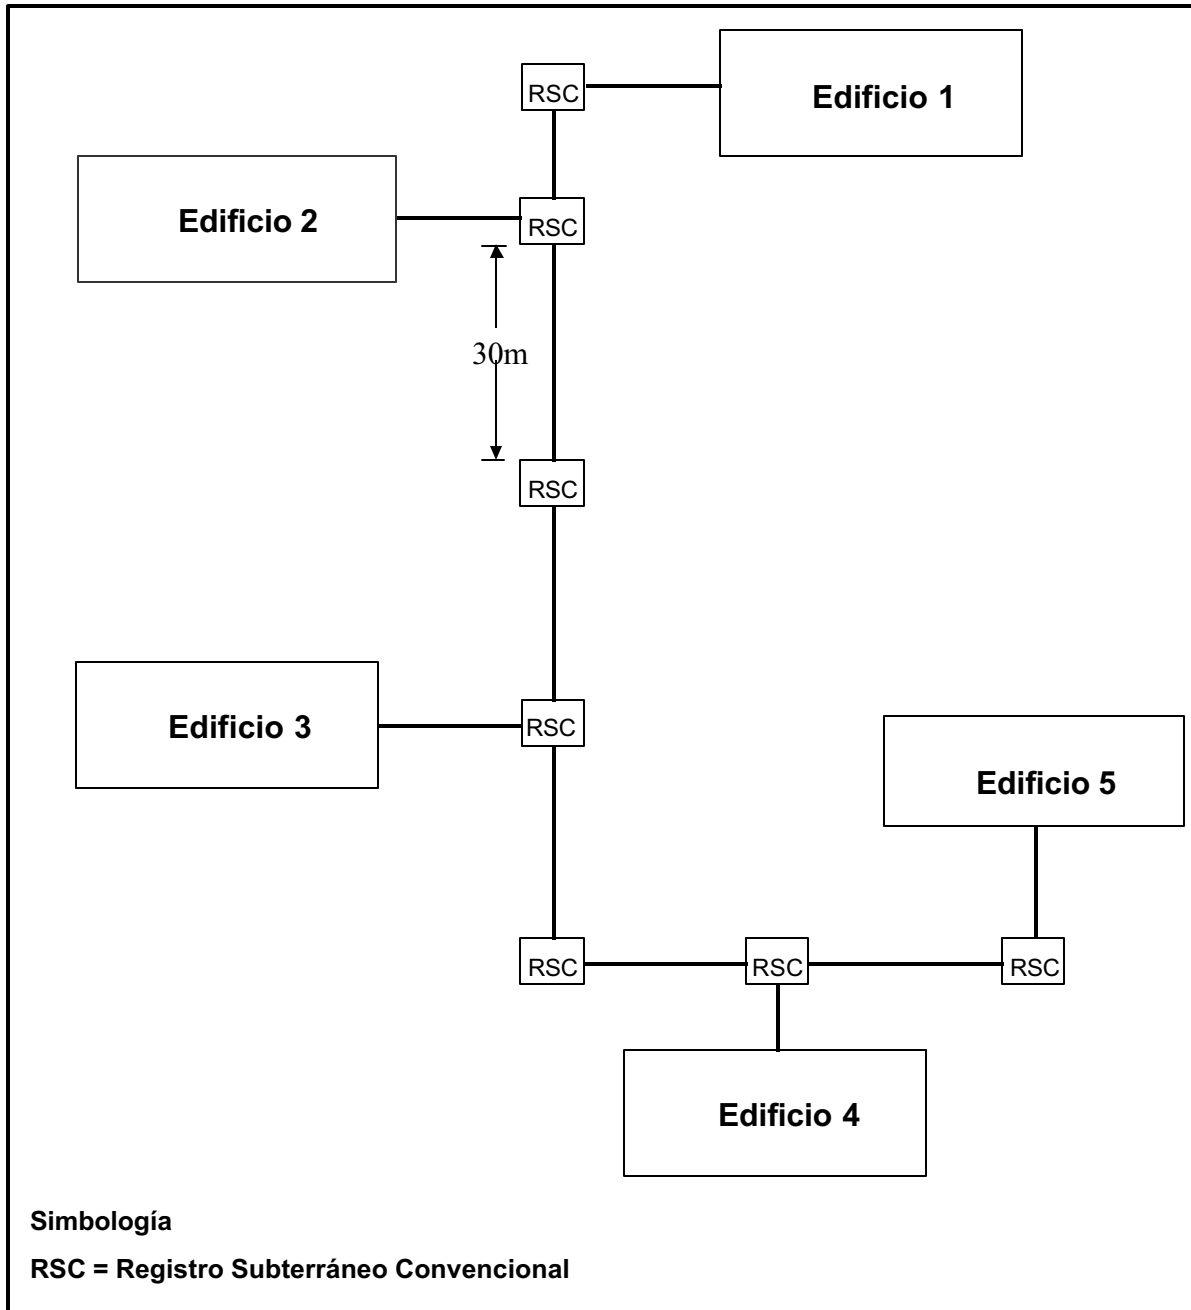 RSC
Edificio 1
Edificio 2
RSC
30m
RSC
Edificio 3
RSC
Edificio 5
RSC
RSC
RSC
Edificio 4
Simbología
RSC = Registro Subterráneo Convencional